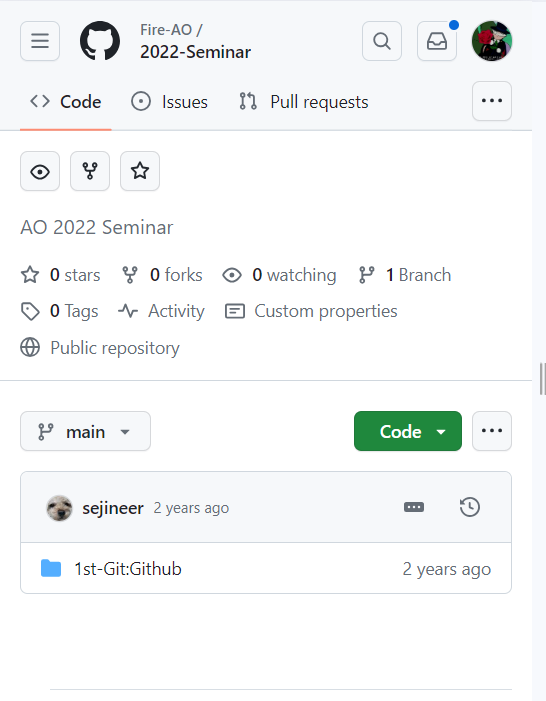 Fire-AO /
2022-Seminar
Code Issues Pull requests
AO 2022 Seminar
0 stars 0 forks 0 watching 1 Branch
0 Tags Activity Custom properties
Public repository
main Code
sejineer 2 years ago
1st-Git:Github 2 years ago